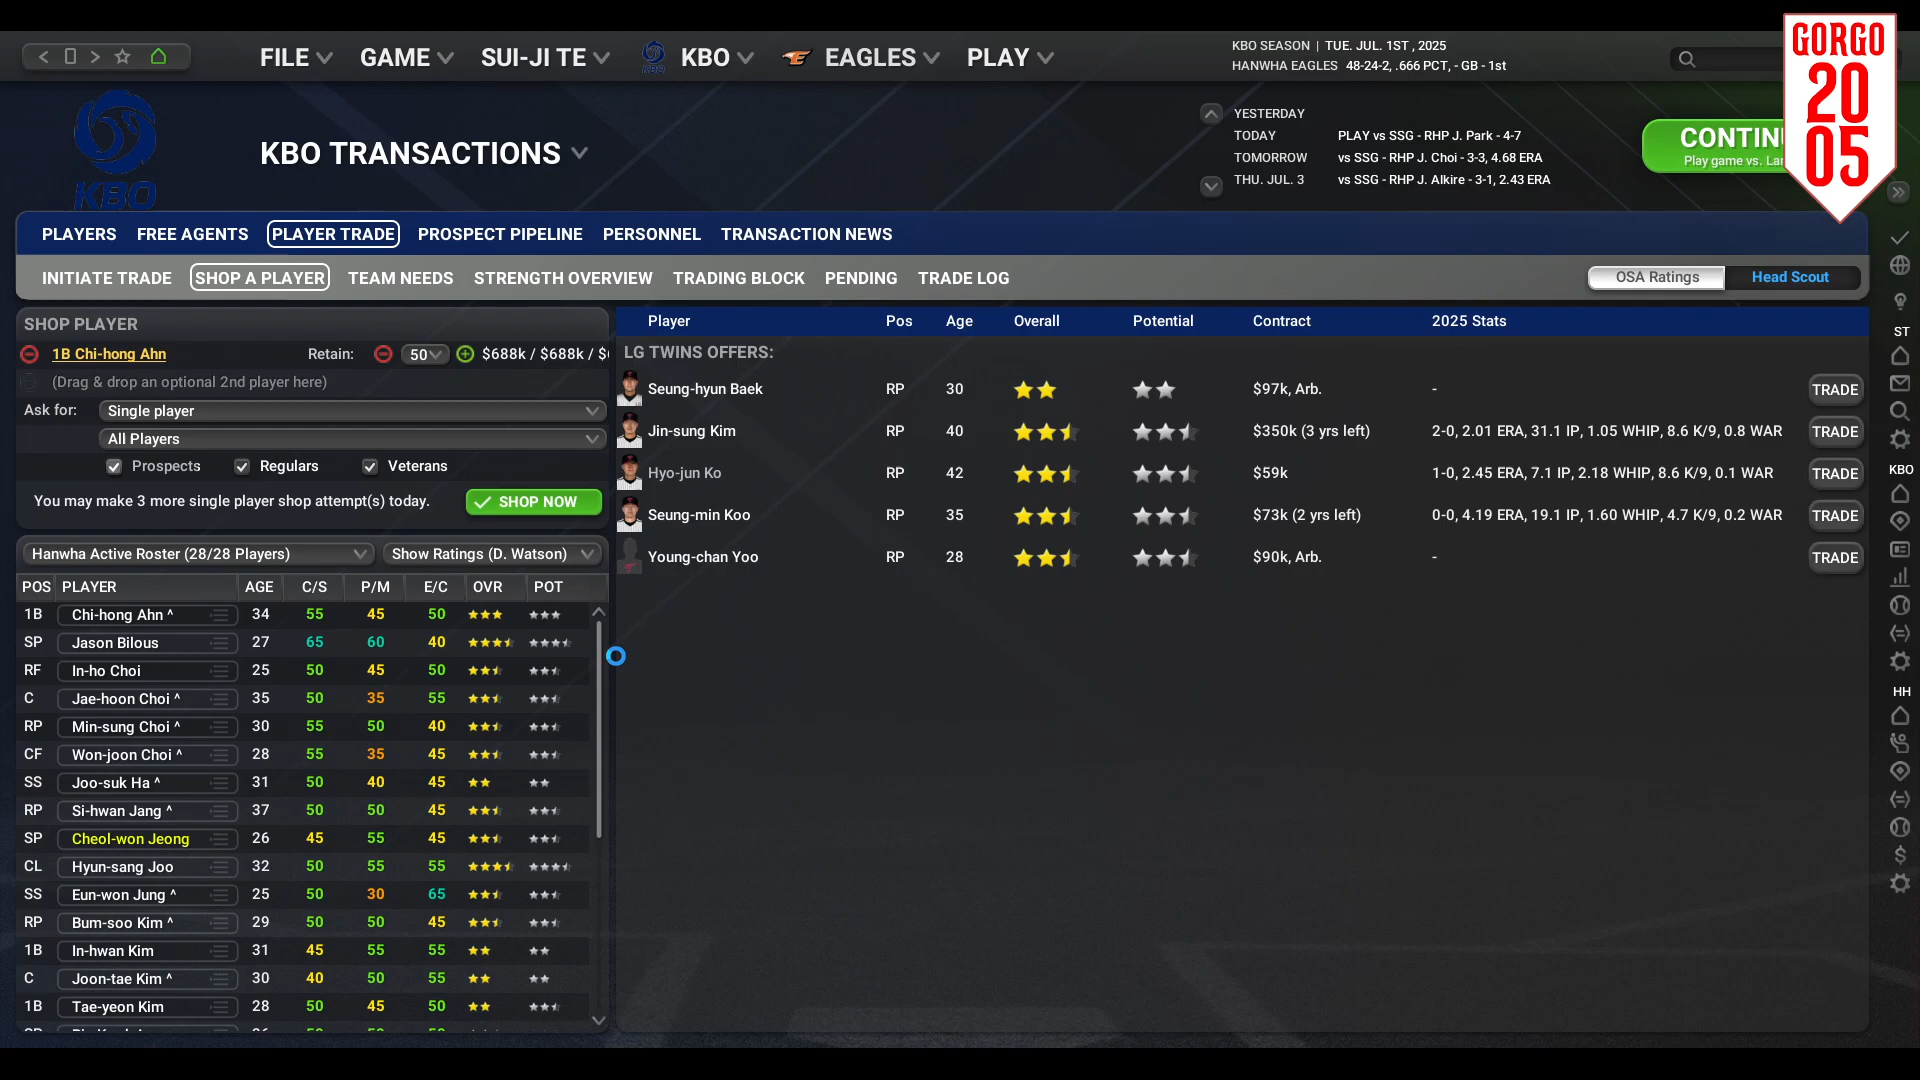 FILE GAME SUI-JI TE KBO EAGLES PLAY
KBO SEASON | TUE. JUL. 1ST , 2025
HANWHA EAGLES 48-24-2, .666 PCT, - GB - 1st
GORGO
20
05
KBO
KBO TRANSACTIONS
YESTERDAY
TODAY PLAY vs SSG - RHP J. Park - 4-7
TOMORROW vs SSG - RHP J. Choi - 3-3, 4.68 ERA
THU. JUL. 3 vs SSG - RHP J. Alkire - 3-1, 2.43 ERA
CONTIN
Play game vs. Lan
PLAYERS FREE AGENTS PLAYER TRADE PROSPECT PIPELINE PERSONNEL TRANSACTION NEWS
INITIATE TRADE SHOP A PLAYER TEAM NEEDS STRENGTH OVERVIEW TRADING BLOCK PENDING TRADE LOG
OSA Ratings Head Scout
SHOP PLAYER
1B Chi-hong Ahn Retain: 50 $688k / $688k / $6
(Drag & drop an optional 2nd player here)
Ask for: Single player
All Players
Prospects Regulars Veterans
You may make 3 more single player shop attempt(s) today. SHOP NOW
Player Pos Age Overall Potential Contract 2025 Stats
LG TWINS OFFERS:
Seung-hyun Baek RP 30 $97k, Arb. - TRADE
Jin-sung Kim RP 40 $350k (3 yrs left) 2-0, 2.01 ERA, 31.1 IP, 1.05 WHIP, 8.6 K/9, 0.8 WAR TRADE
Hyo-jun Ko RP 42 $59k 1-0, 2.45 ERA, 7.1 IP, 2.18 WHIP, 8.6 K/9, 0.1 WAR TRADE
Seung-min Koo RP 35 $73k (2 yrs left) 0-0, 4.19 ERA, 19.1 IP, 1.60 WHIP, 4.7 K/9, 0.2 WAR TRADE
Young-chan Yoo RP 28 $90k, Arb. - TRADE
Hanwha Active Roster (28/28 Players) Show Ratings (D. Watson)
POS PLAYER AGE C/S P/M E/C OVR POT
1B Chi-hong Ahn ^ 34 55 45 50
SP Jason Bilous 27 65 60 40
RF In-ho Choi 25 50 45 50
C Jae-hoon Choi ^ 35 50 35 55
RP Min-sung Choi ^ 30 55 50 40
CF Won-joon Choi ^ 28 55 35 45
SS Joo-suk Ha ^ 31 50 40 45
RP Si-hwan Jang ^ 37 50 50 45
SP Cheol-won Jeong 26 45 55 45
CL Hyun-sang Joo 32 50 55 55
SS Eun-won Jung ^ 25 50 30 65
RP Bum-soo Kim ^ 29 50 50 45
1B In-hwan Kim 31 45 55 55
C Joon-tae Kim ^ 30 40 50 55
1B Tae-yeon Kim 28 50 45 50
ST
KBO
HH